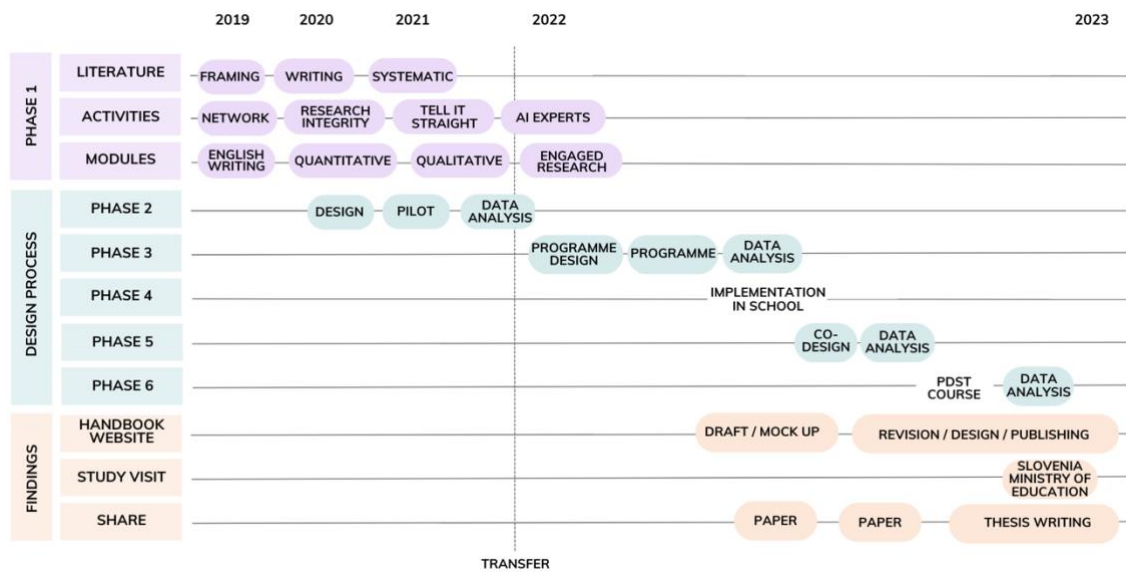 2019 2020 2021 2022 2023
PHASE 1
LITERATURE
FRAMING
WRITING
SYSTEMATIC
ACTIVITIES
NETWORK
RESEARCH
INTEGRITY
TELL IT
STRAIGHT
AI EXPERTS
MODULES
ENGLISH
WRITING
QUANTITATIVE
QUALITATIVE
ENGAGED
RESEARCH
DESIGN PROCESS
PHASE 2
DESIGN
PILOT
DATA
ANALYSIS
PHASE 3
PROGRAMME
DESIGN
PROGRAMME
DATA
ANALYSIS
PHASE 4
IMPLEMENTATION
IN SCHOOL
PHASE 5
CO-
DESIGN
DATA
ANALYSIS
PHASE 6
PDST
COURSE
DATA
ANALYSIS
FINDINGS
HANDBOOK
WEBSITE
DRAFT / MOCK UP
REVISION / DESIGN / PUBLISHING
STUDY VISIT
SLOVENIA
MINISTRY OF
EDUCATION
SHARE
PAPER
PAPER
THESIS WRITING
TRANSFER